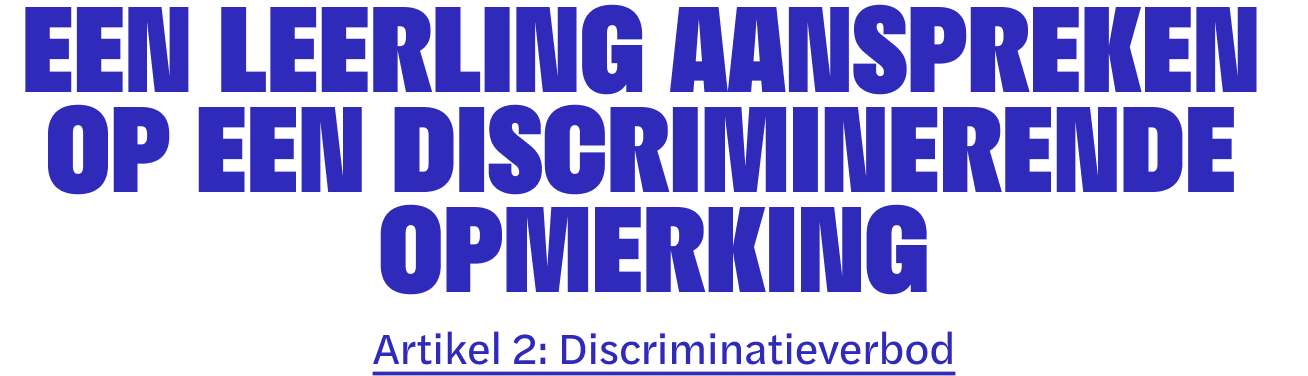 EEN LEERLING AANSPREKEN
OP EEN DISCRIMINERENDE
OPMERKING
Artikel 2: Discriminatieverbod